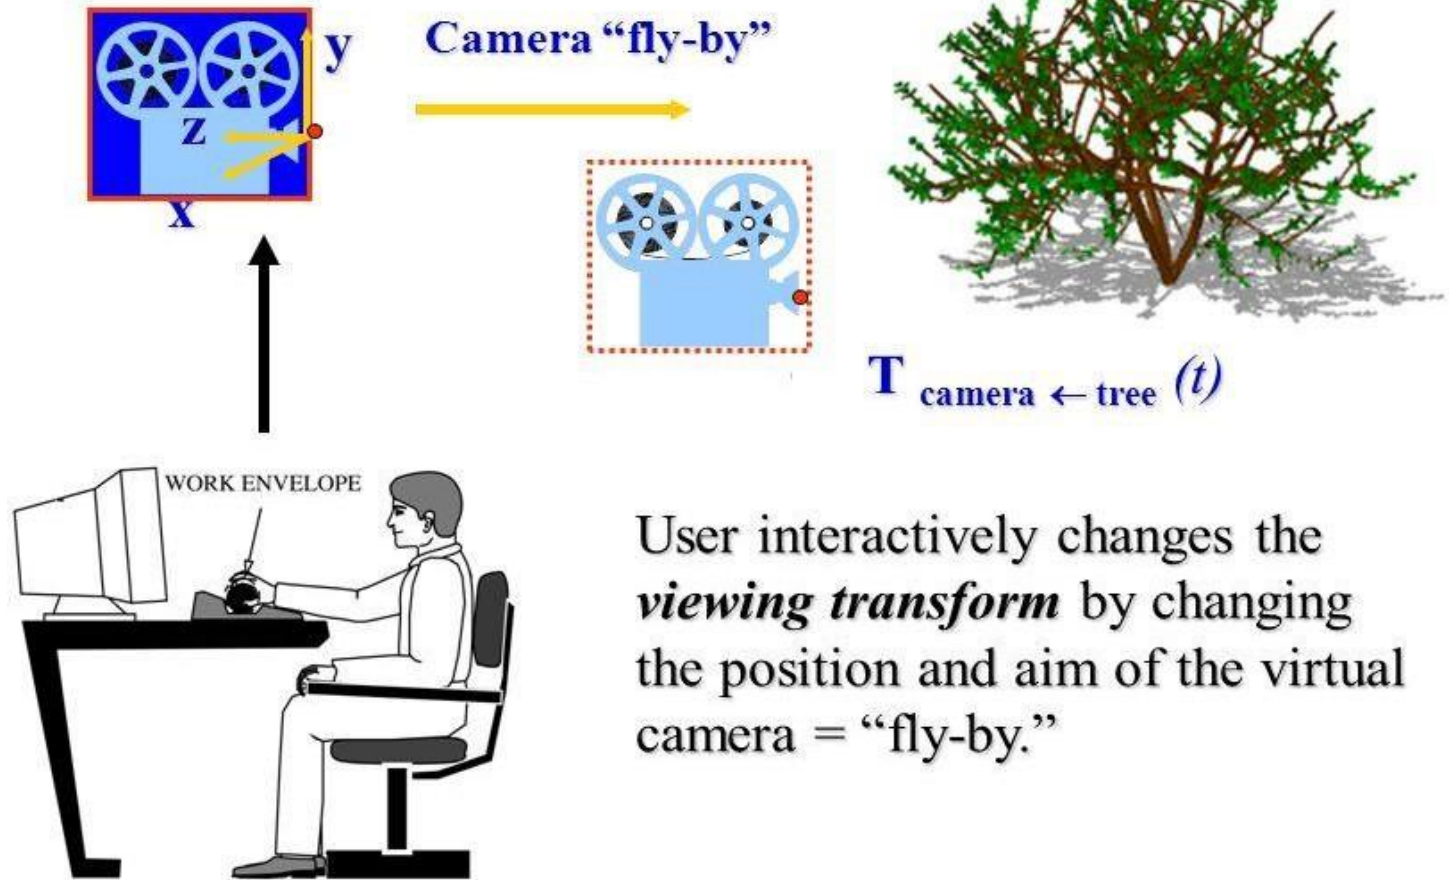 y
Camera “fly-by”
z
x
T camera ← tree (t)
WORK ENVELOPE
User interactively changes the
viewing transform by changing
the position and aim of the virtual
camera = “fly-by.”